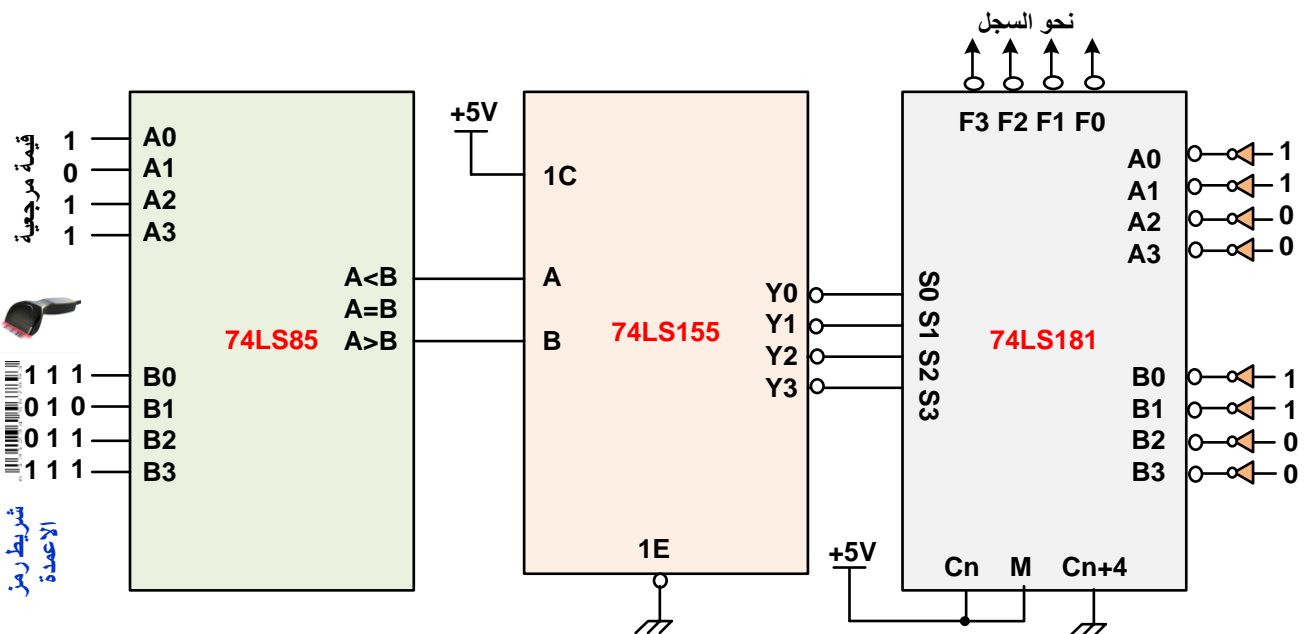 نحو السجل
F3 F2 F1 F0
قيمة مرجعية
1 A0
0 A1
1 A2
1 A3
A<B
A=B
A>B
74LS85
1 1 1 B0
0 1 0 B1
0 1 1 B2
1 1 1 B3
شريط رمز
الاعمدة
+5V
1C
A
B
74LS155
Y0
Y1
Y2
Y3
1E
S0 S1 S2 S3
74LS181
A0 1
A1 1
A2 0
A3 0
B0 1
B1 1
B2 0
B3 0
+5V
Cn M Cn+4